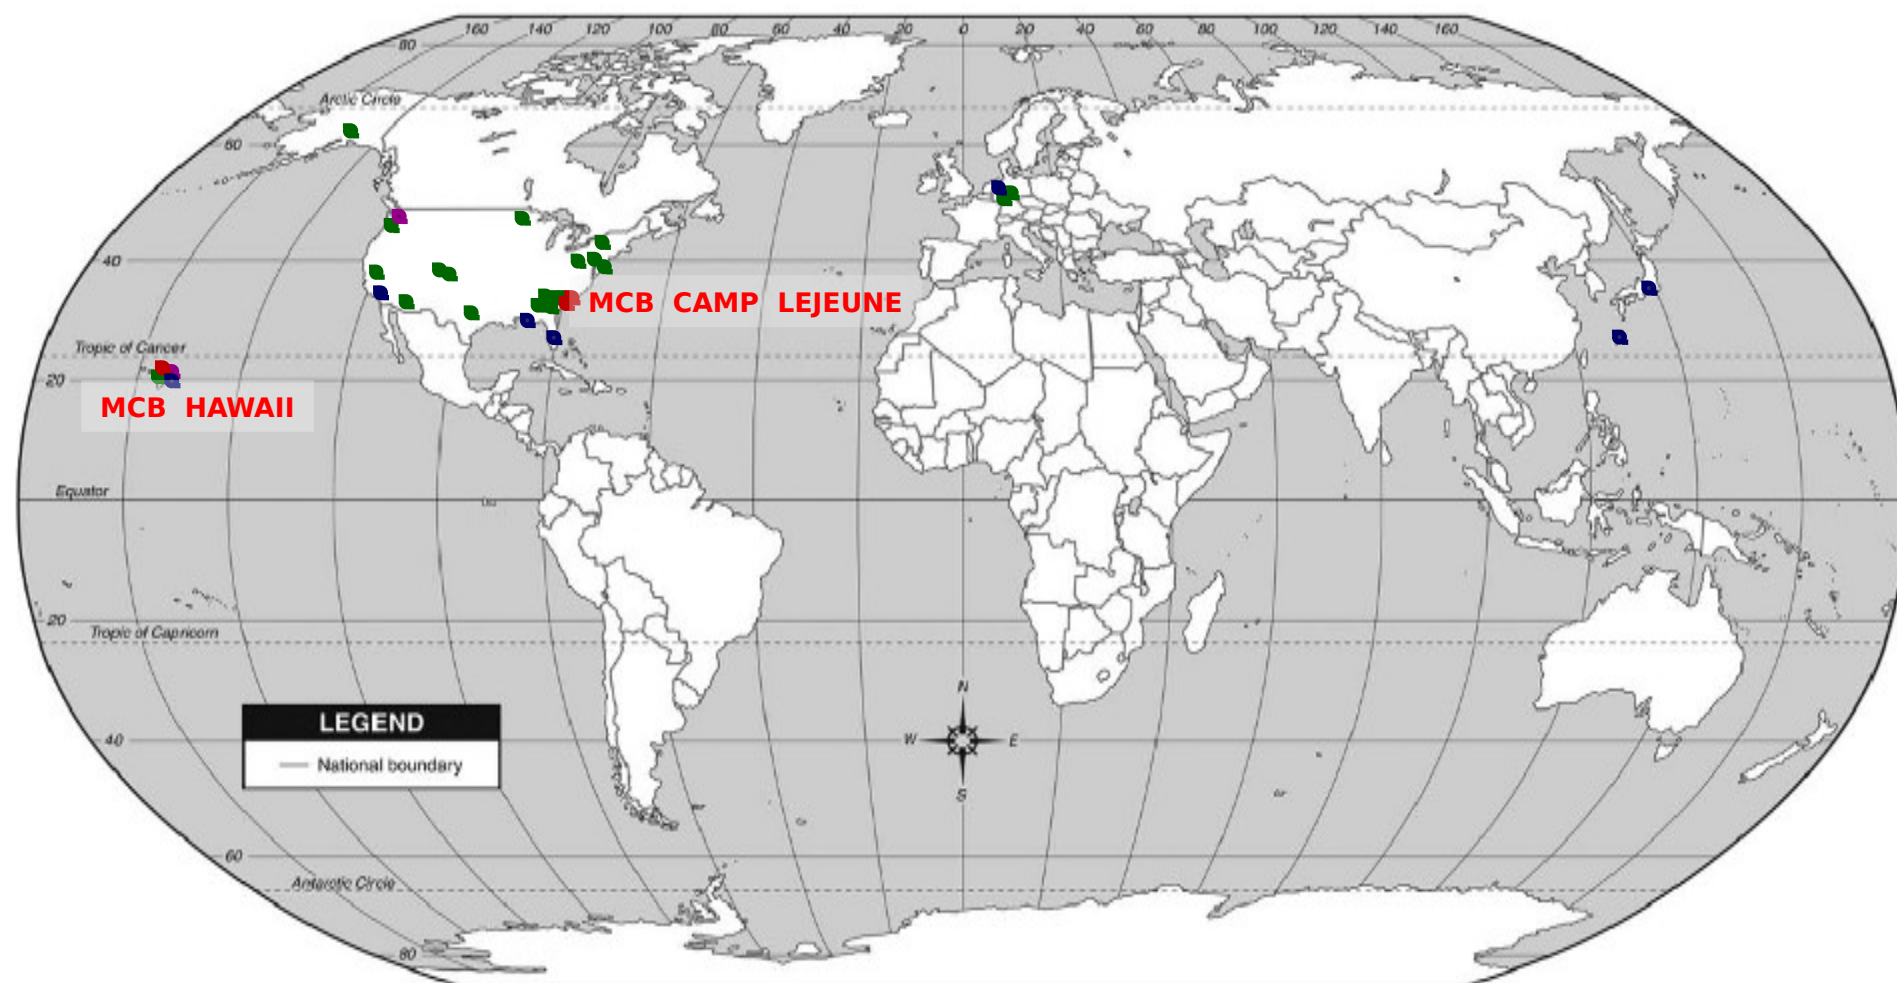 160 140 120 100 80 60 40 20 0 20 40 60 80 100 120 140 160
80
Arctic Circle
60
40
MCB CAMP LEJEUNE
Tropic of Cancer
20
MCB HAWAII
Equator
20
Tropic of Capricorn
N
LEGEND
W E
40
National boundary
S
60
Antarctic Circle
80